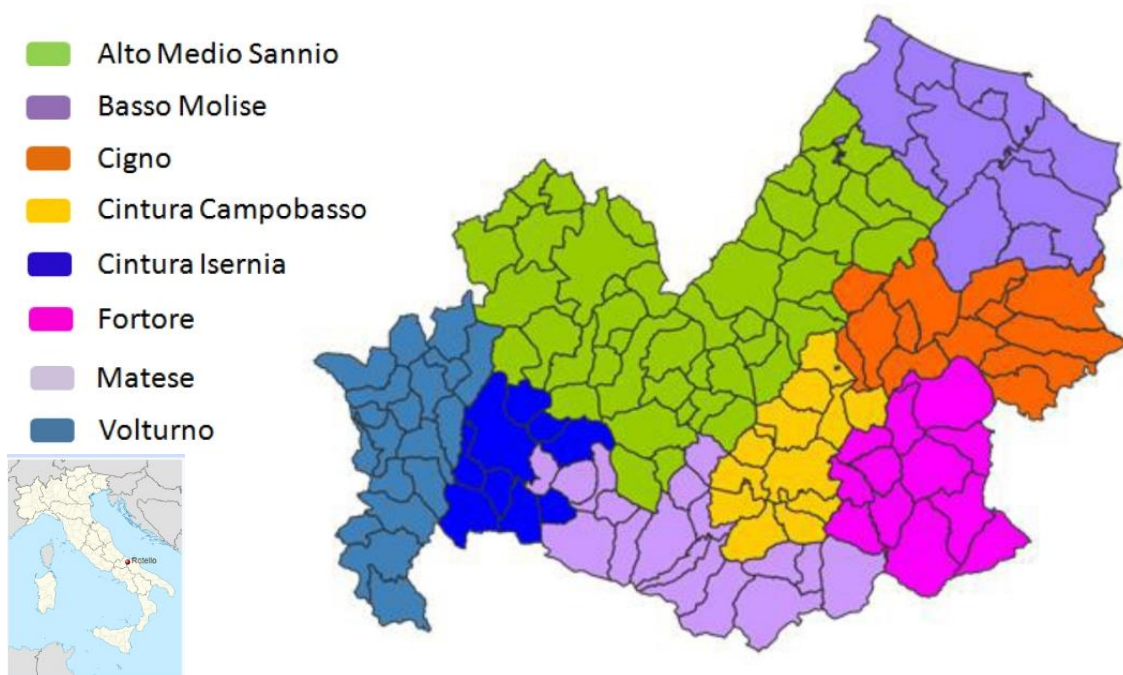 Alto Medio Sannio
Basso Molise
Cigno
Cintura Campobasso
Cintura Isernia
Fortore
Matese
Volturno
Rotello